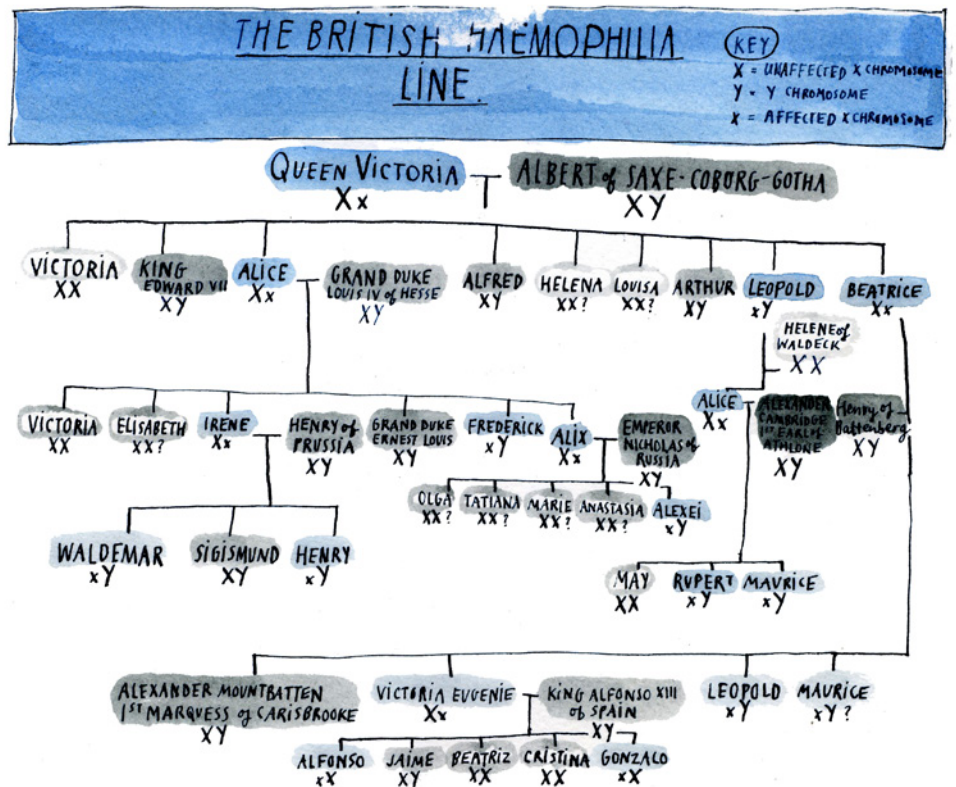 THE BRITISH HAEMOPHILIA
LINE.
KEY
X = UNAFFECTED X CHROMOSOME
Y = Y CHROMOSOME
x = AFFECTED X CHROMOSOME
QUEEN VICTORIA
Xx
ALBERT of SAXE-COBURG-GOTHA
XY
VICTORIA
XX
KING
EDWARD VII
XY
ALICE
Xx
GRAND DUKE
LOUIS IV of HESSE
XY
ALFRED
XY
HELENA
XX?
LOUISA
XX?
ARTHUR
XY
LEOPOLD
xY
BEATRICE
Xx
HELENE of
WALDECK
XX
VICTORIA
XX
ELISABETH
XX?
IRENE
Xx
HENRY of
PRUSSIA
XY
GRAND DUKE
ERNEST LOUIS
XY
FREDERICK
xY
ALIX
Xx
EMPEROR
NICHOLAS of
RUSSIA
XY
ALICE
Xx
ALEXANDER
CAMBRIDGE
1ST EARL of
ATHLONE
XY
Henry of
Battenberg
XY
OLGA
XX?
TATIANA
XX?
MARIE
XX?
ANASTASIA
XX?
ALEXEI
xY
WALDEMAR
xY
SIGISMUND
XY
HENRY
xY
MAY
XX
RUPERT
xY
MAURICE
xY
ALEXANDER MOUNTBATTEN
1ST MARQUESS of CARISBROOKE
XY
VICTORIA EUGENIE
Xx
KING ALFONSO XIII
of SPAIN
XY
LEOPOLD
xY
MAURICE
xY?
ALFONSO
xX
JAIME
XY
BEATRIZ
XX
CRISTINA
XX
GONZALO
xX